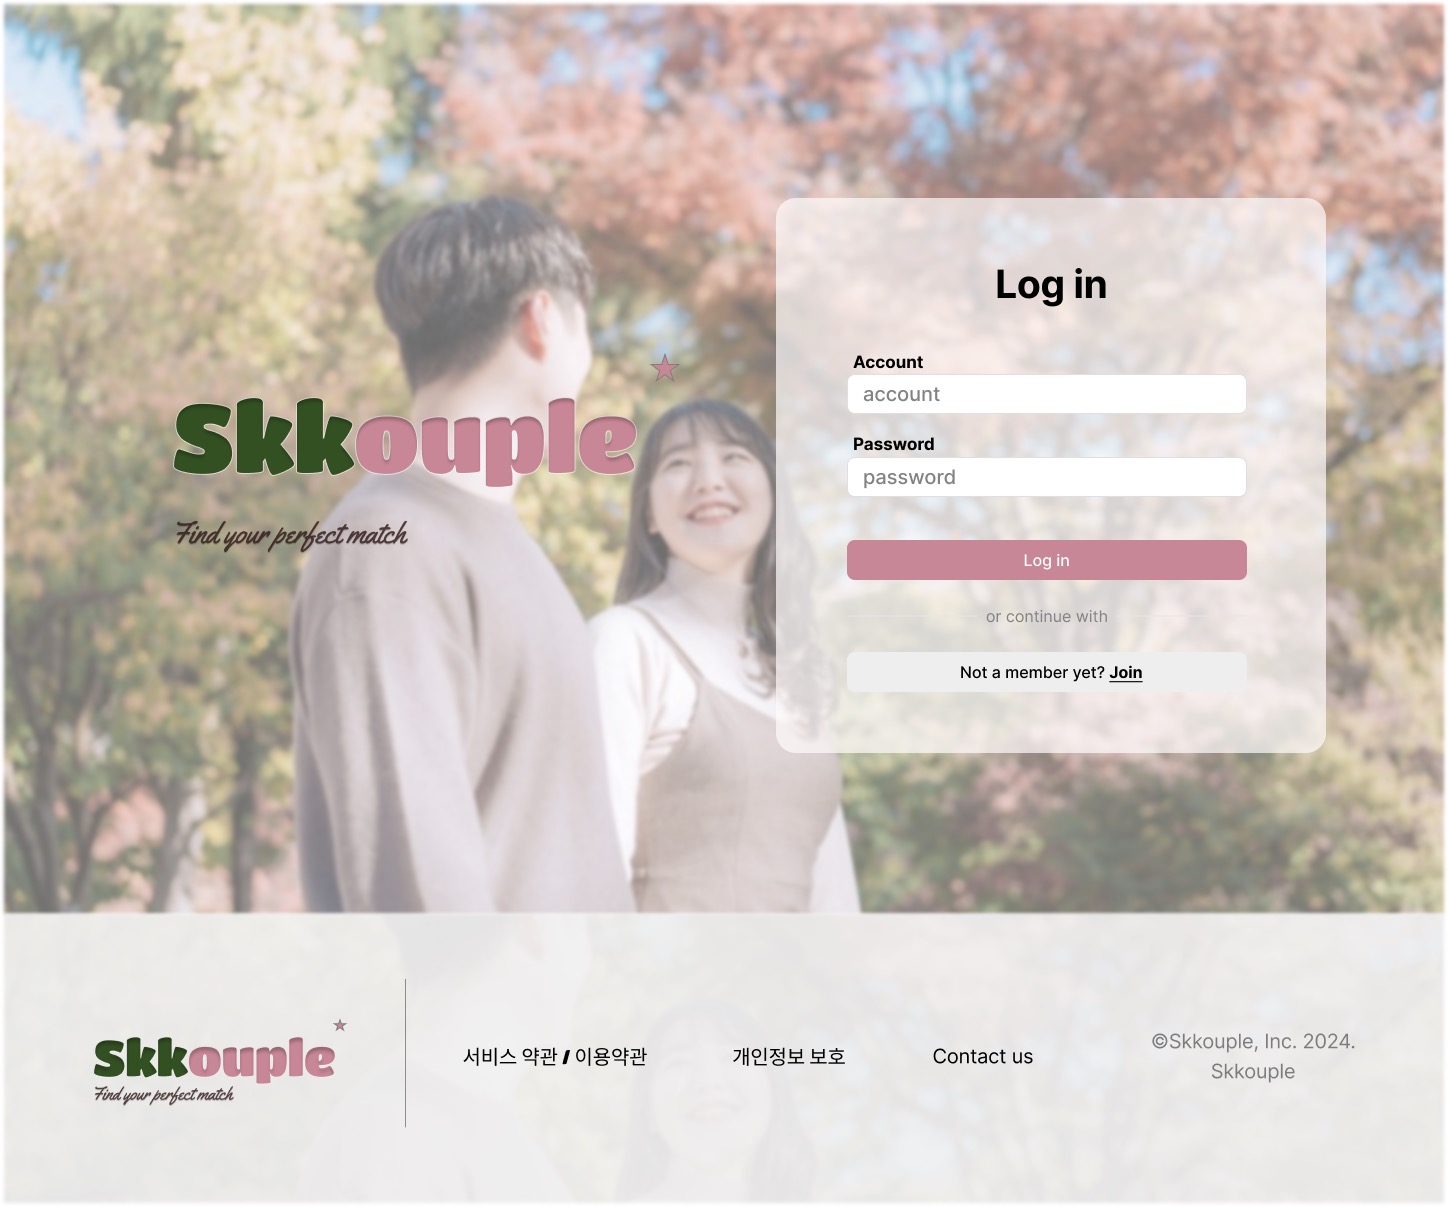 Skkouple
Find your perfect match
Log in
Account
account
Password
password
Log in
or continue with
Not a member yet? Join
Skkouple
Find your perfect match
서비스 약관 / 이용약관
개인정보 보호
Contact us
©Skkouple, Inc. 2024.
Skkouple